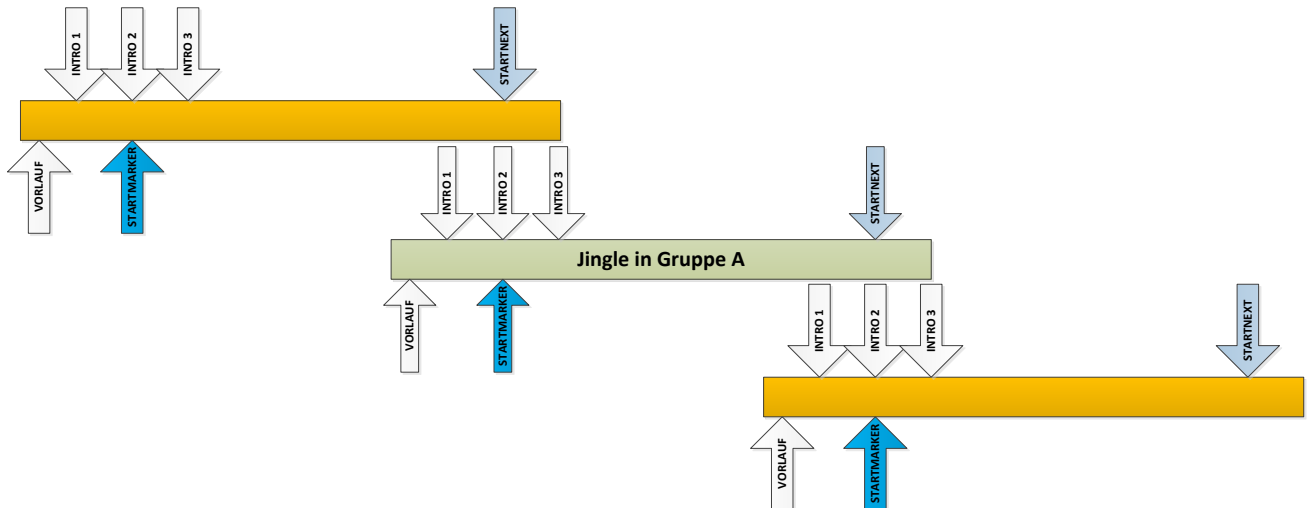 INTRO 1
INTRO 2
INTRO 3
STARTNEXT
VORLAUF
STARTMARKER
INTRO 1
INTRO 2
INTRO 3
STARTNEXT
Jingle in Gruppe A
VORLAUF
STARTMARKER
INTRO 1
INTRO 2
INTRO 3
STARTNEXT
VORLAUF
STARTMARKER